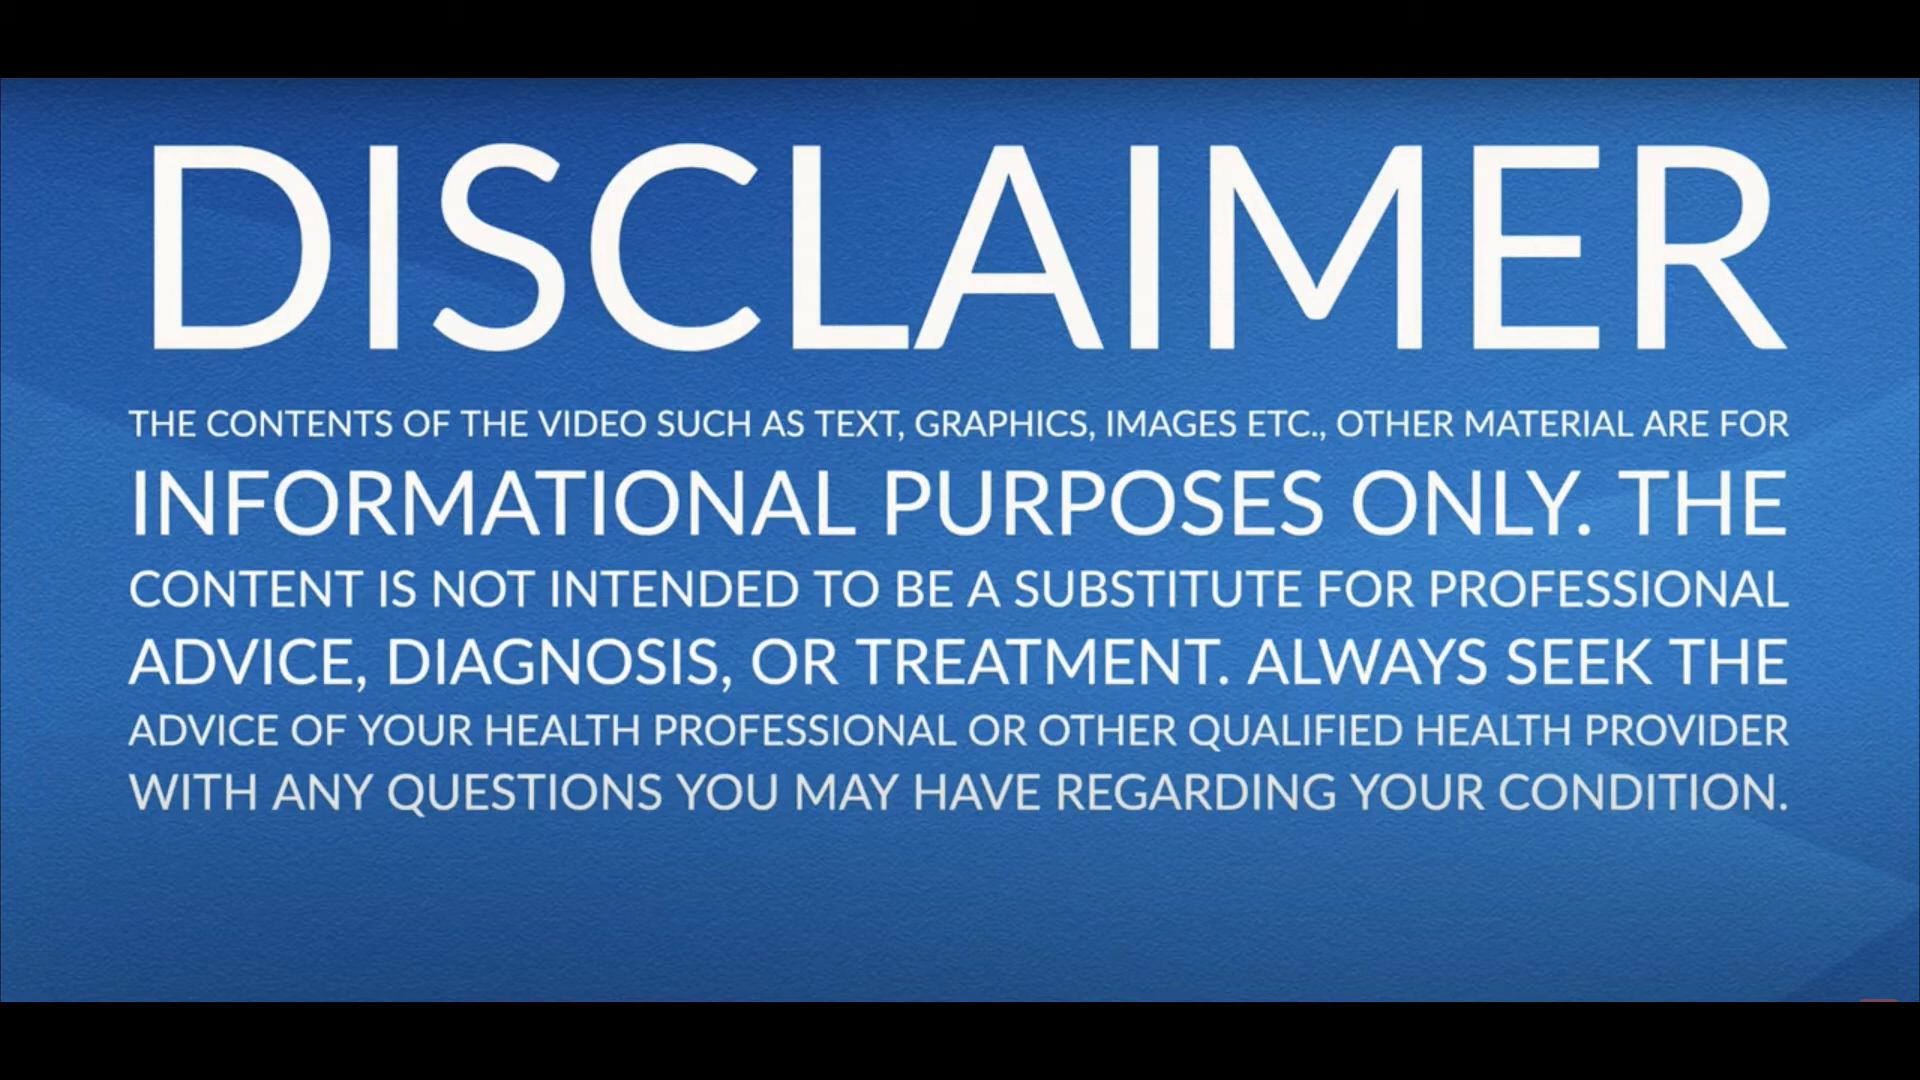 DISCLAIMER
THE CONTENTS OF THE VIDEO SUCH AS TEXT, GRAPHICS, IMAGES ETC., OTHER MATERIAL ARE FOR
INFORMATIONAL PURPOSES ONLY. THE
CONTENT IS NOT INTENDED TO BE A SUBSTITUTE FOR PROFESSIONAL
ADVICE, DIAGNOSIS, OR TREATMENT. ALWAYS SEEK THE
ADVICE OF YOUR HEALTH PROFESSIONAL OR OTHER QUALIFIED HEALTH PROVIDER
WITH ANY QUESTIONS YOU MAY HAVE REGARDING YOUR CONDITION.